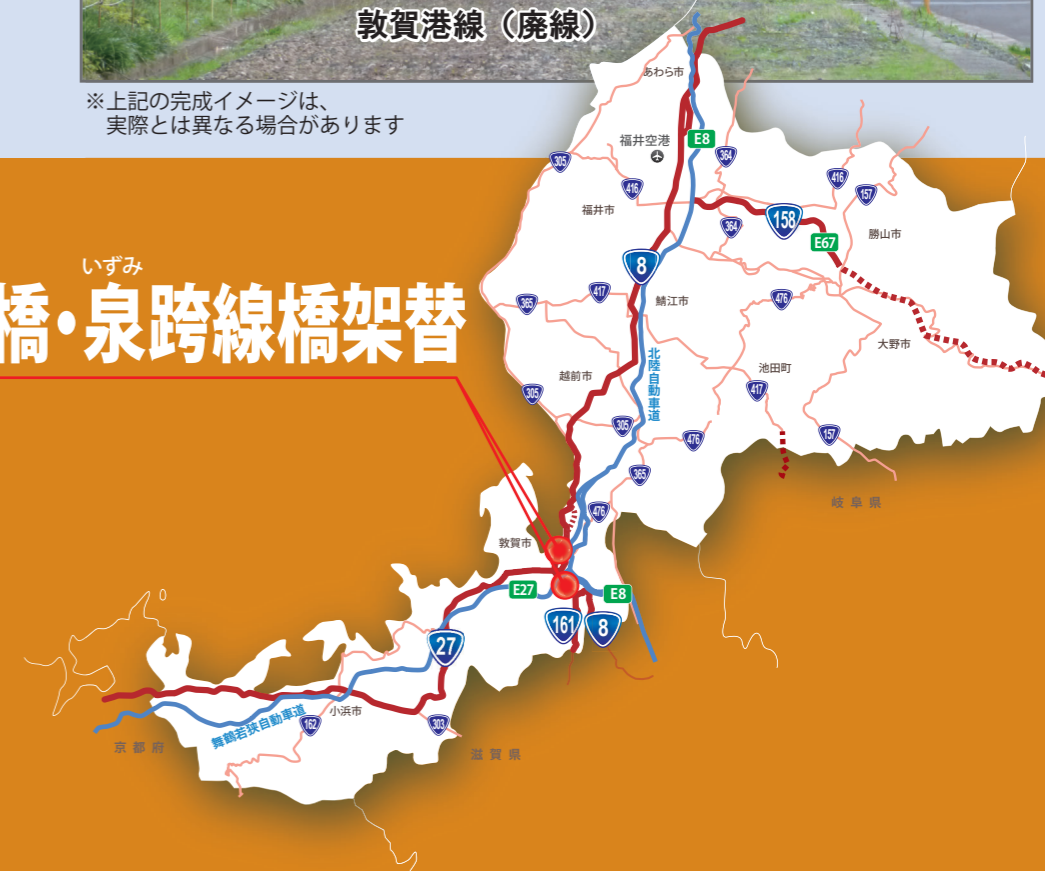 敦賀港線（廃線）
※上記の完成イメージは、
実際とは異なる場合があります
あわら市
福井空港
E8
364
305
416
416
157
福井市
364
158
E67
勝山市
8
いずみ
橋・泉跨線橋架替
365
417
鯖江市
476
大野市
北陸自動車道
越前市
池田町
305
417
305
476
157
365
岐阜県
476
敦賀市
E27
E8
161
8
27
小浜市
舞鶴若狭自動車道
162
303
京都府
滋賀県